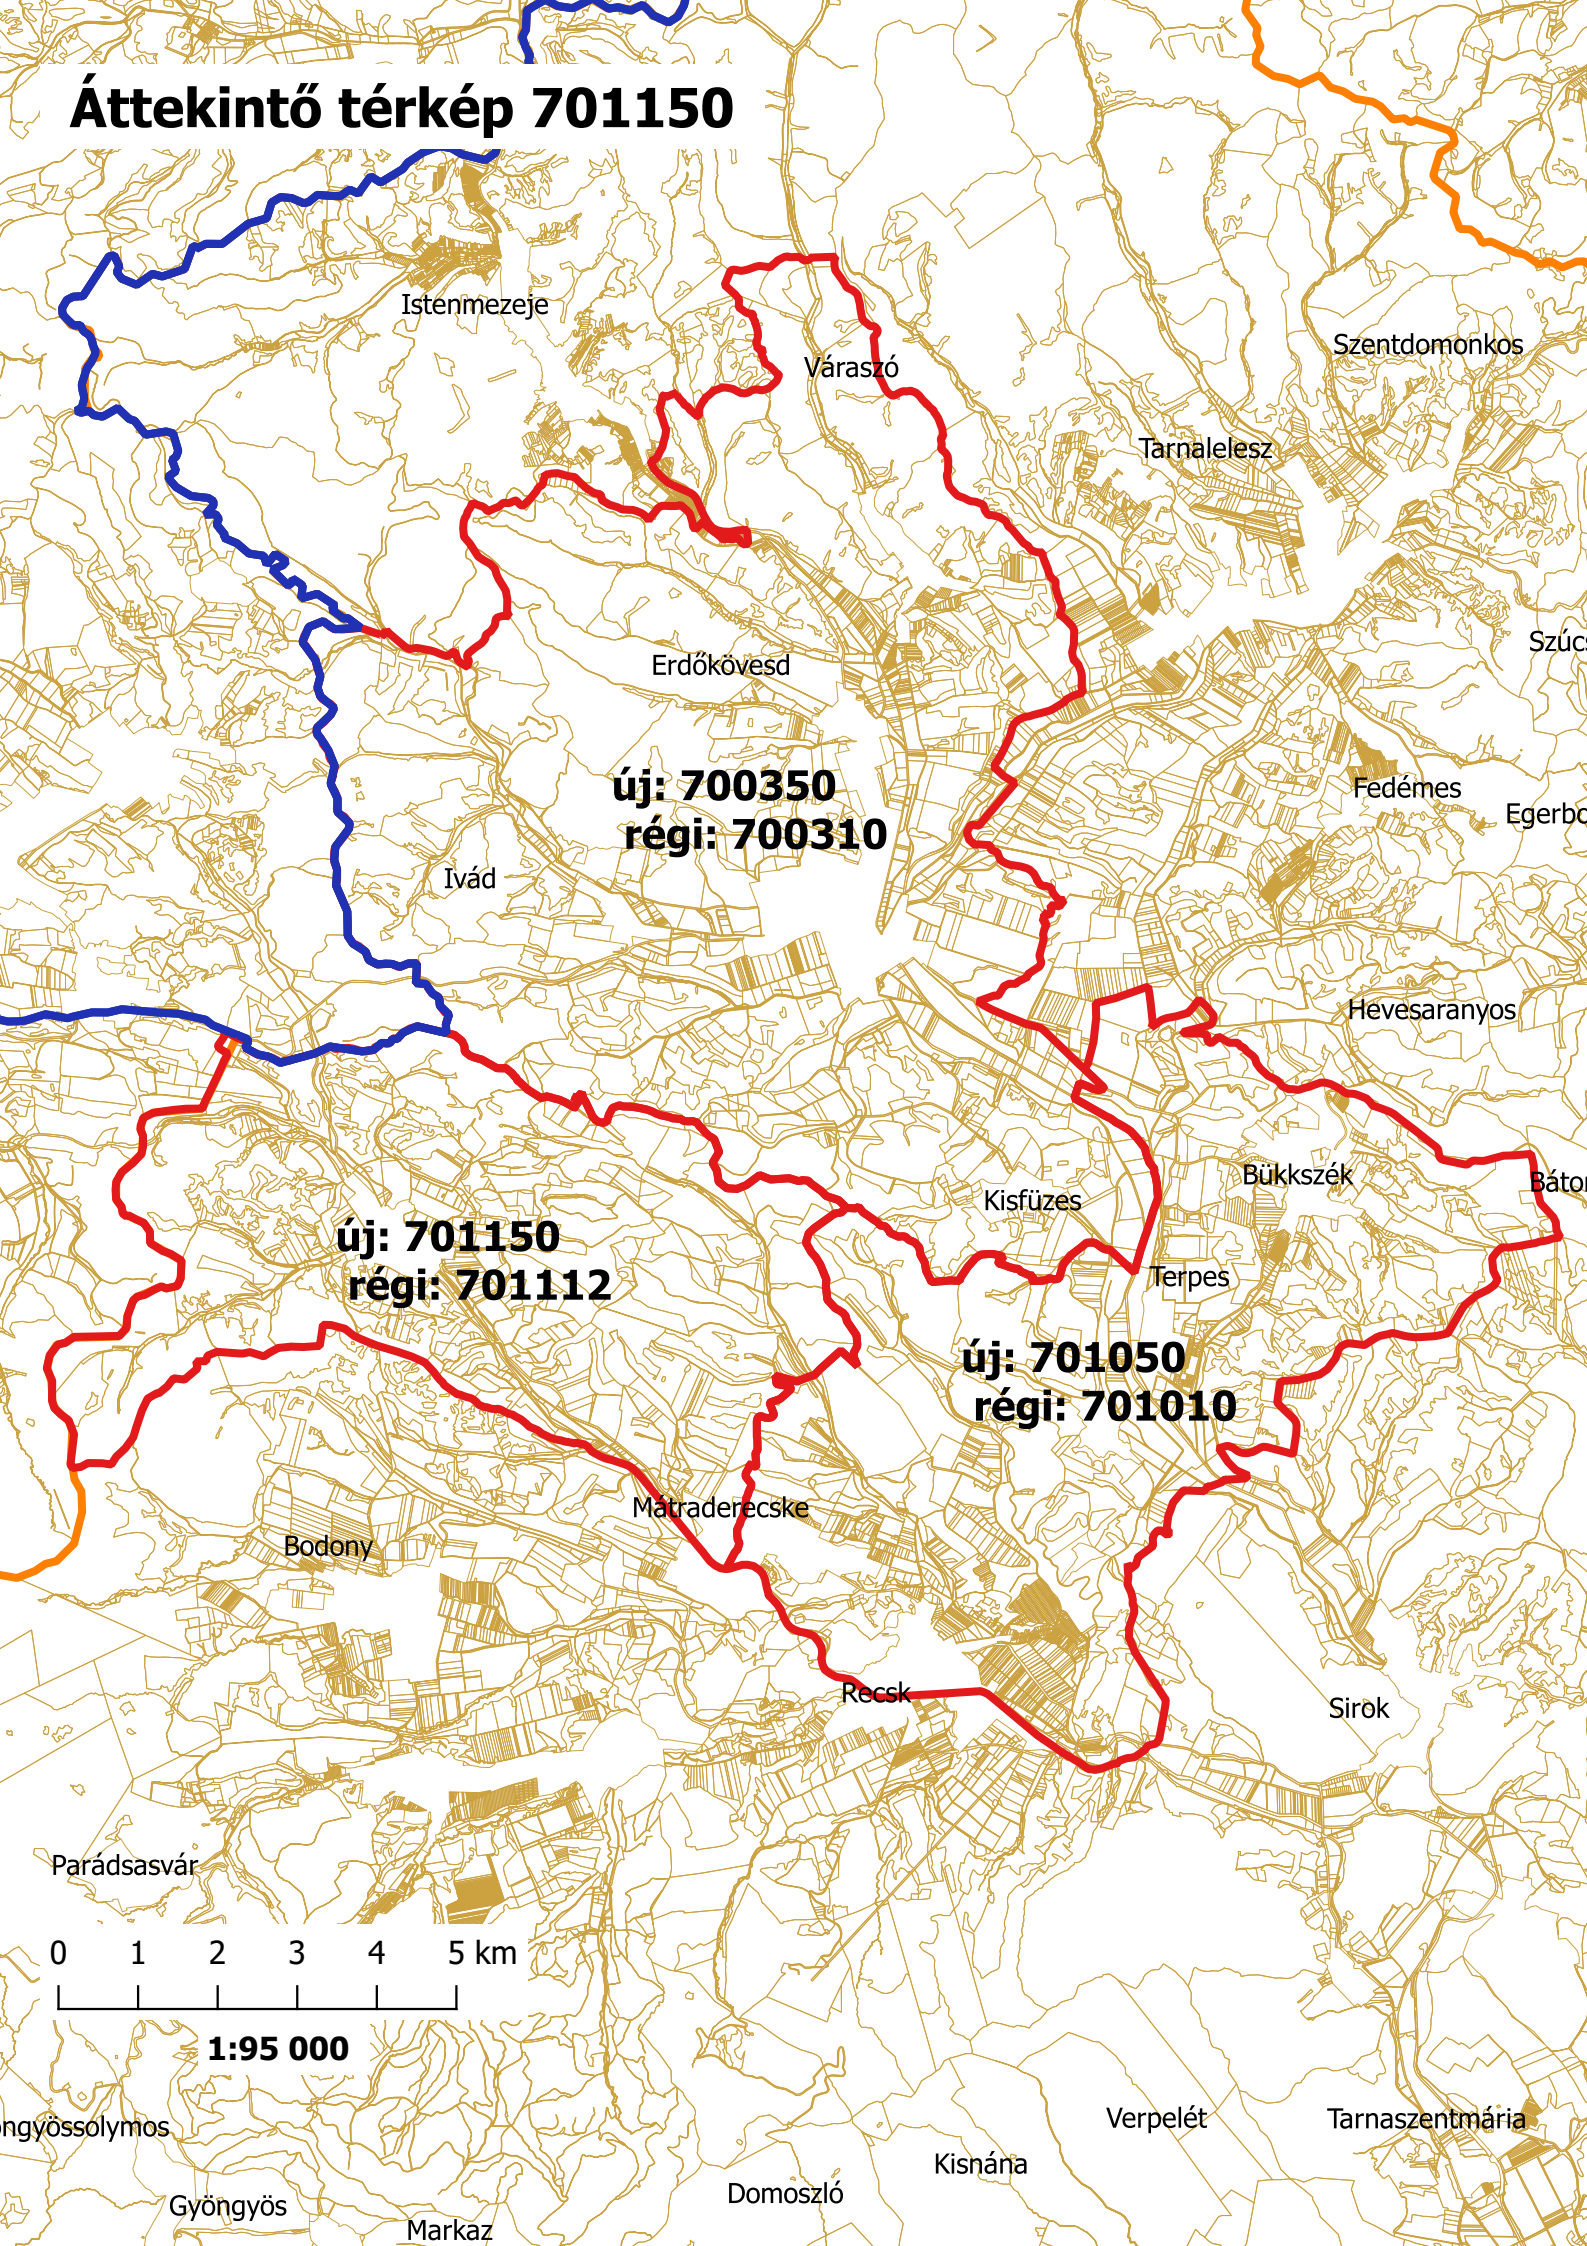 Áttekintő térkép 701150
Istenmezeje
Váraszó
Szentdomonkos
Tarnalelesz
Erdőkövesd
új: 700350
régi: 700310
Fedémes
Ivád
Hevesaranyos
Bükkszék
Kisfüzes
új: 701150
régi: 701112
Terpes
új: 701050
régi: 701010
Mátraderecske
Bodony
Recsk
Sirok
Parádsasvár
0 1 2 3 4 5 km
1:95 000
Verpelét
Tarnaszentmária
Kisnána
Domoszló
Gyöngyös
Markaz